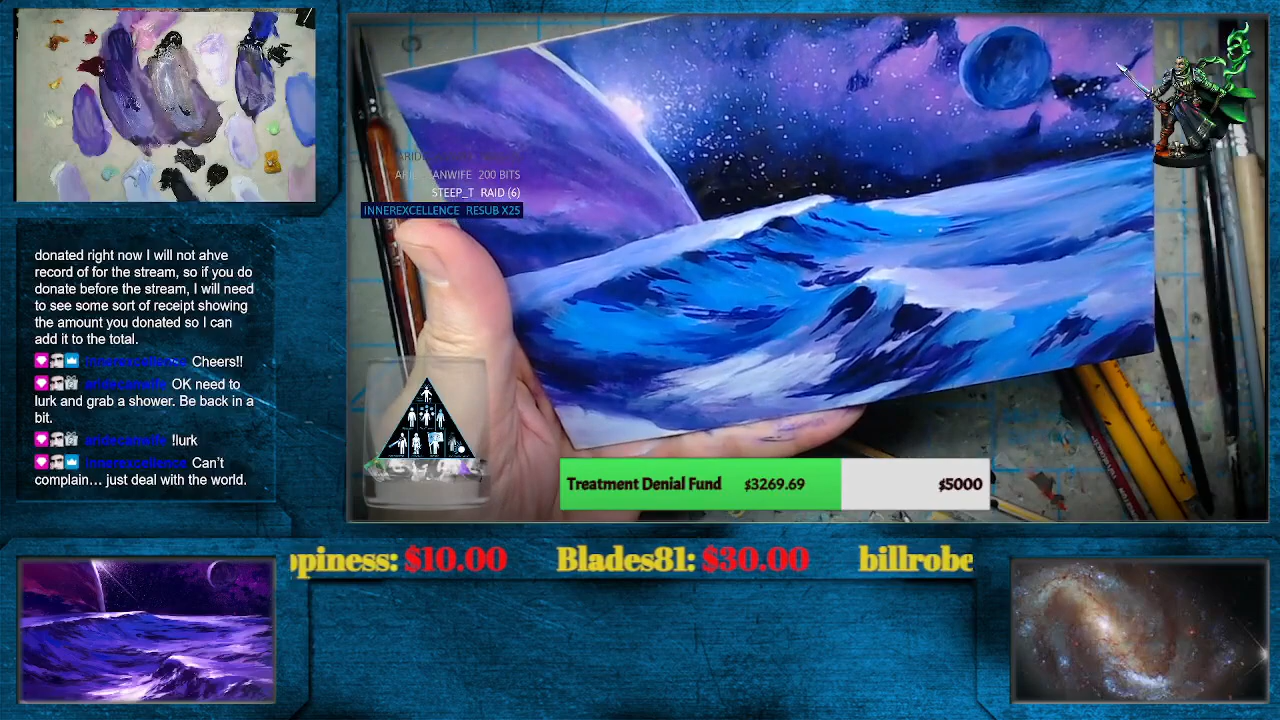 donated right now I will not ahve
record of for the stream, so if you do
donate before the stream, I will need
to see some sort of receipt showing
the amount you donated so I can
add it to the total.
innerexcellence Cheers!!
aridecanwife OK need to
lurk and grab a shower. Be back in a
bit.
aridecanwife !lurk
innerexcellence Can't
complain… just deal with the world.
200 BITS
STEEP_T RAID (6)
INNEREXCELLENCE RESUB X25
Treatment Denial Fund $3269.69 $5000
ppiness: $10.00 Blades81: $30.00 billrobe